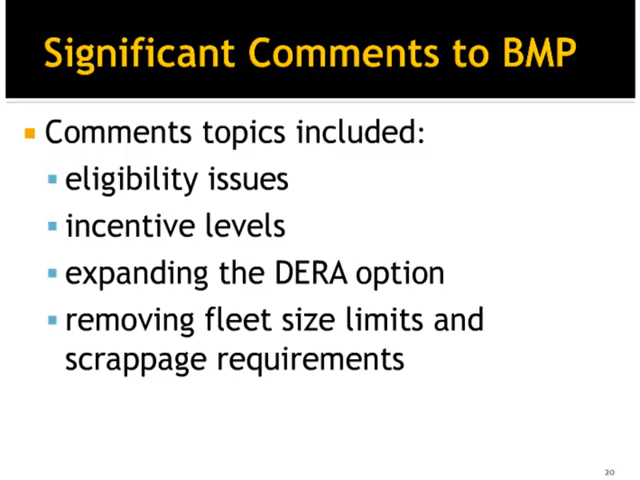 Significant Comments to BMP
Comments topics included:
eligibility issues
incentive levels
expanding the DERA option
removing fleet size limits and
scrappage requirements
20